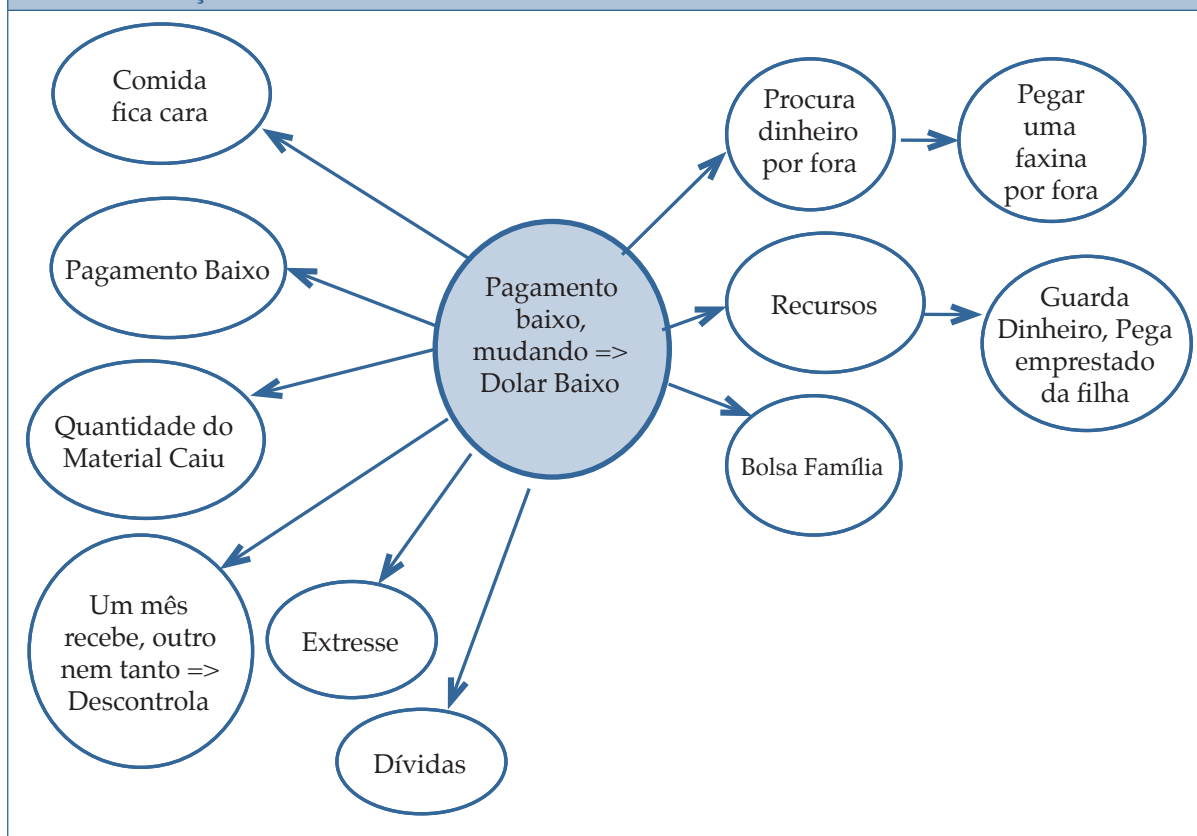 Comida
fica cara
Procura
dinheiro
por fora
Pegar
uma
faxina
por fora
Pagamento Baixo
Pagamento
baixo,
mudando =>
Dolar Baixo
Recursos
Guarda
Dinheiro, Pega
emprestado
da filha
Quantidade do
Material Caiu
Bolsa Família
Um mês
recebe, outro
nem tanto =>
Descontrola
Extresse
Dívidas